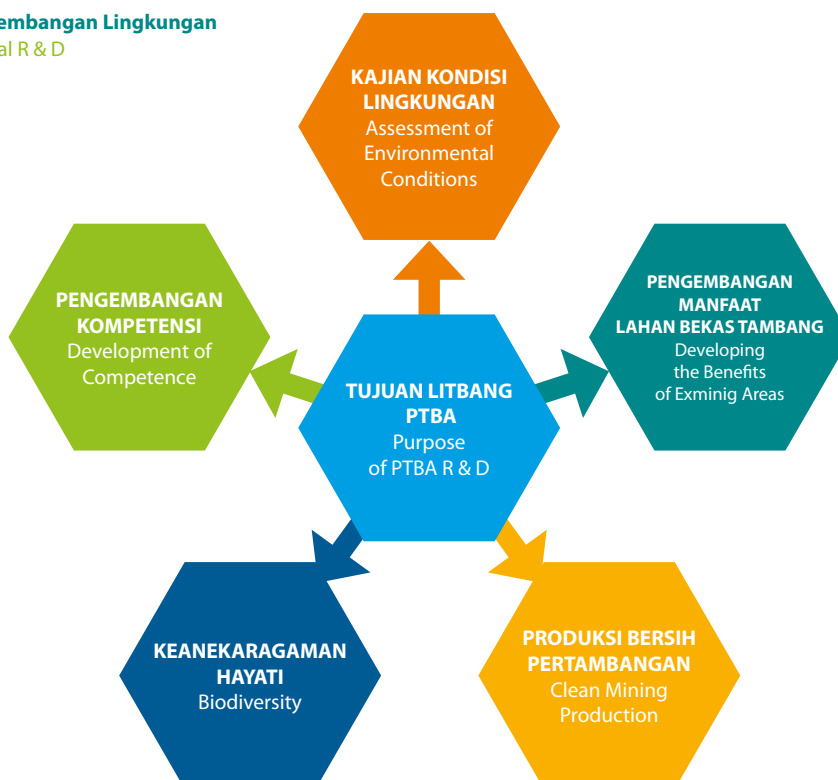 embangan Lingkungan
al R & D
KAJIAN KONDISI
LINGKUNGAN
Assessment of
Environmental
Conditions
PENGEMBANGAN
KOMPETENSI
Development of
Competence
PENGEMBANGAN
MANFAAT
LAHAN BEKAS TAMBANG
Developing
the Benefits
of Exminig Areas
TUJUAN LITBANG
PTBA
Purpose
of PTBA R & D
KEANEKARAGAMAN
HAYATI
Biodiversity
PRODUKSI BERSIH
PERTAMBANGAN
Clean Mining
Production